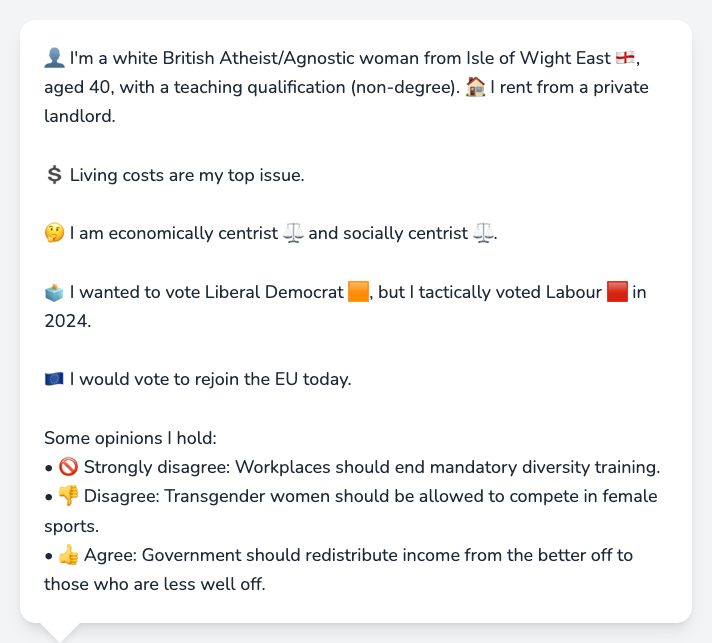 👤 I'm a white British Atheist/Agnostic woman from Isle of Wight East 🏴󠁧󠁢󠁥󠁮󠁧󠁿,
aged 40, with a teaching qualification (non-degree). 🏠 I rent from a private
landlord.
💲 Living costs are my top issue.
🤔 I am economically centrist ⚖️ and socially centrist ⚖️.
🗳️ I wanted to vote Liberal Democrat 🟧, but I tactically voted Labour 🟥 in
2024.
🇪🇺 I would vote to rejoin the EU today.
Some opinions I hold:
• 🚫 Strongly disagree: Workplaces should end mandatory diversity training.
• 👎 Disagree: Transgender women should be allowed to compete in female
sports.
• 👍 Agree: Government should redistribute income from the better off to
those who are less well off.